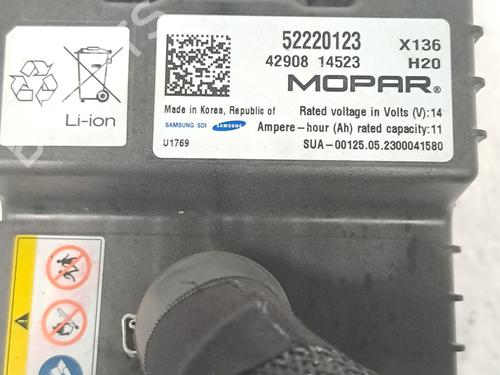 52220123 X136
42908 14523 H20
MOPAR®
Li-ion
Made in Korea, Republic of Rated voltage in Volts (V):14
SAMSUNG SDI SAMSUNG Ampere-hour (Ah) rated capacity:11
U1769 SUA-00125.05.2300041580